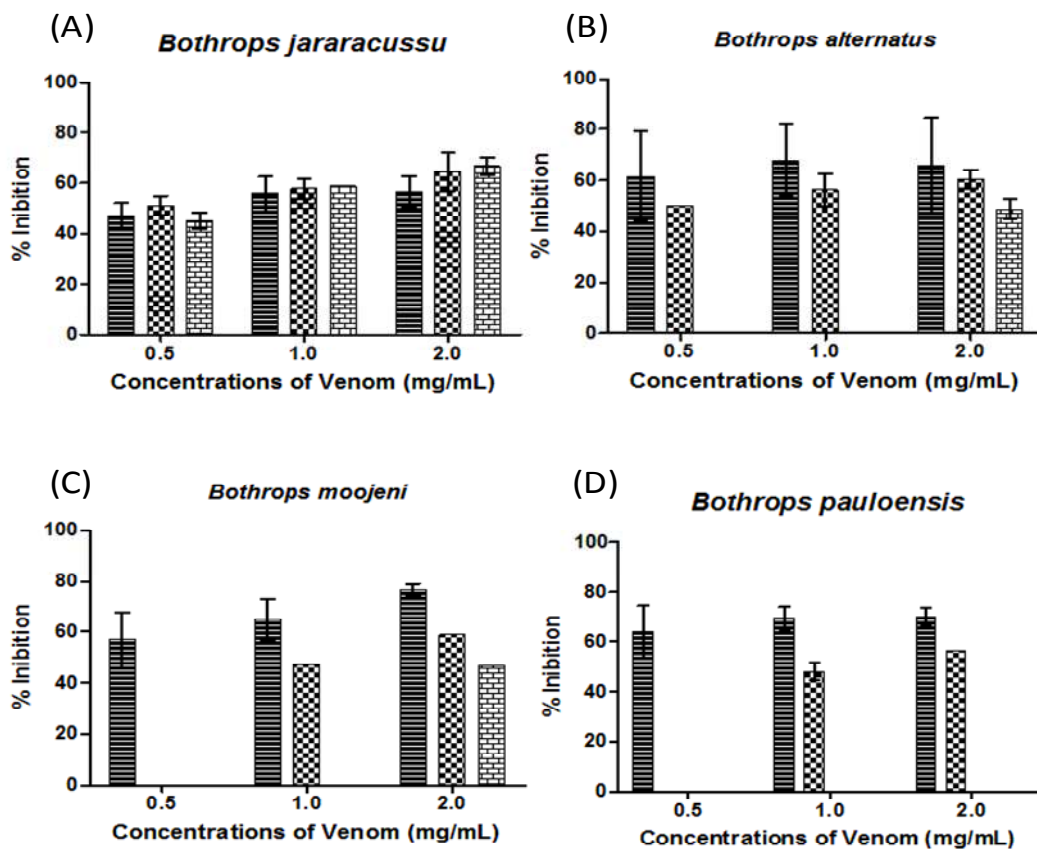 (A)
Bothrops jararacussu
% Inibition
100
80
60
40
20
0
0.5 1.0 2.0
Concentrations of Venom (mg/mL)
(B)
Bothrops alternatus
% Inbition
100
80
60
40
20
0
0.5 1.0 2.0
Concentrations of Venom (mg/mL)
(C)
Bothrops moojeni
% Inibition
100
80
60
40
20
0
0.5 1.0 2.0
Concentrations of Venom (mg/mL)
(D)
Bothrops pauloensis
% Inibition
100
80
60
40
20
0
0.5 1.0 2.0
Concentrations of Venom (mg/mL)